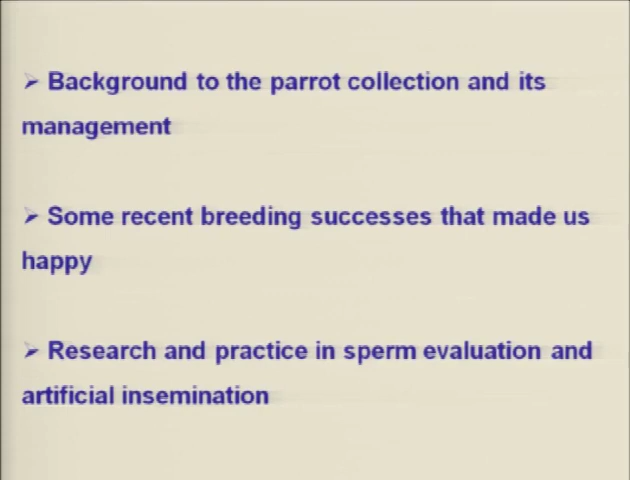 ➢ Background to the parrot collection and its
management
➢ Some recent breeding successes that made us
happy
➢ Research and practice in sperm evaluation and
artificial insemination